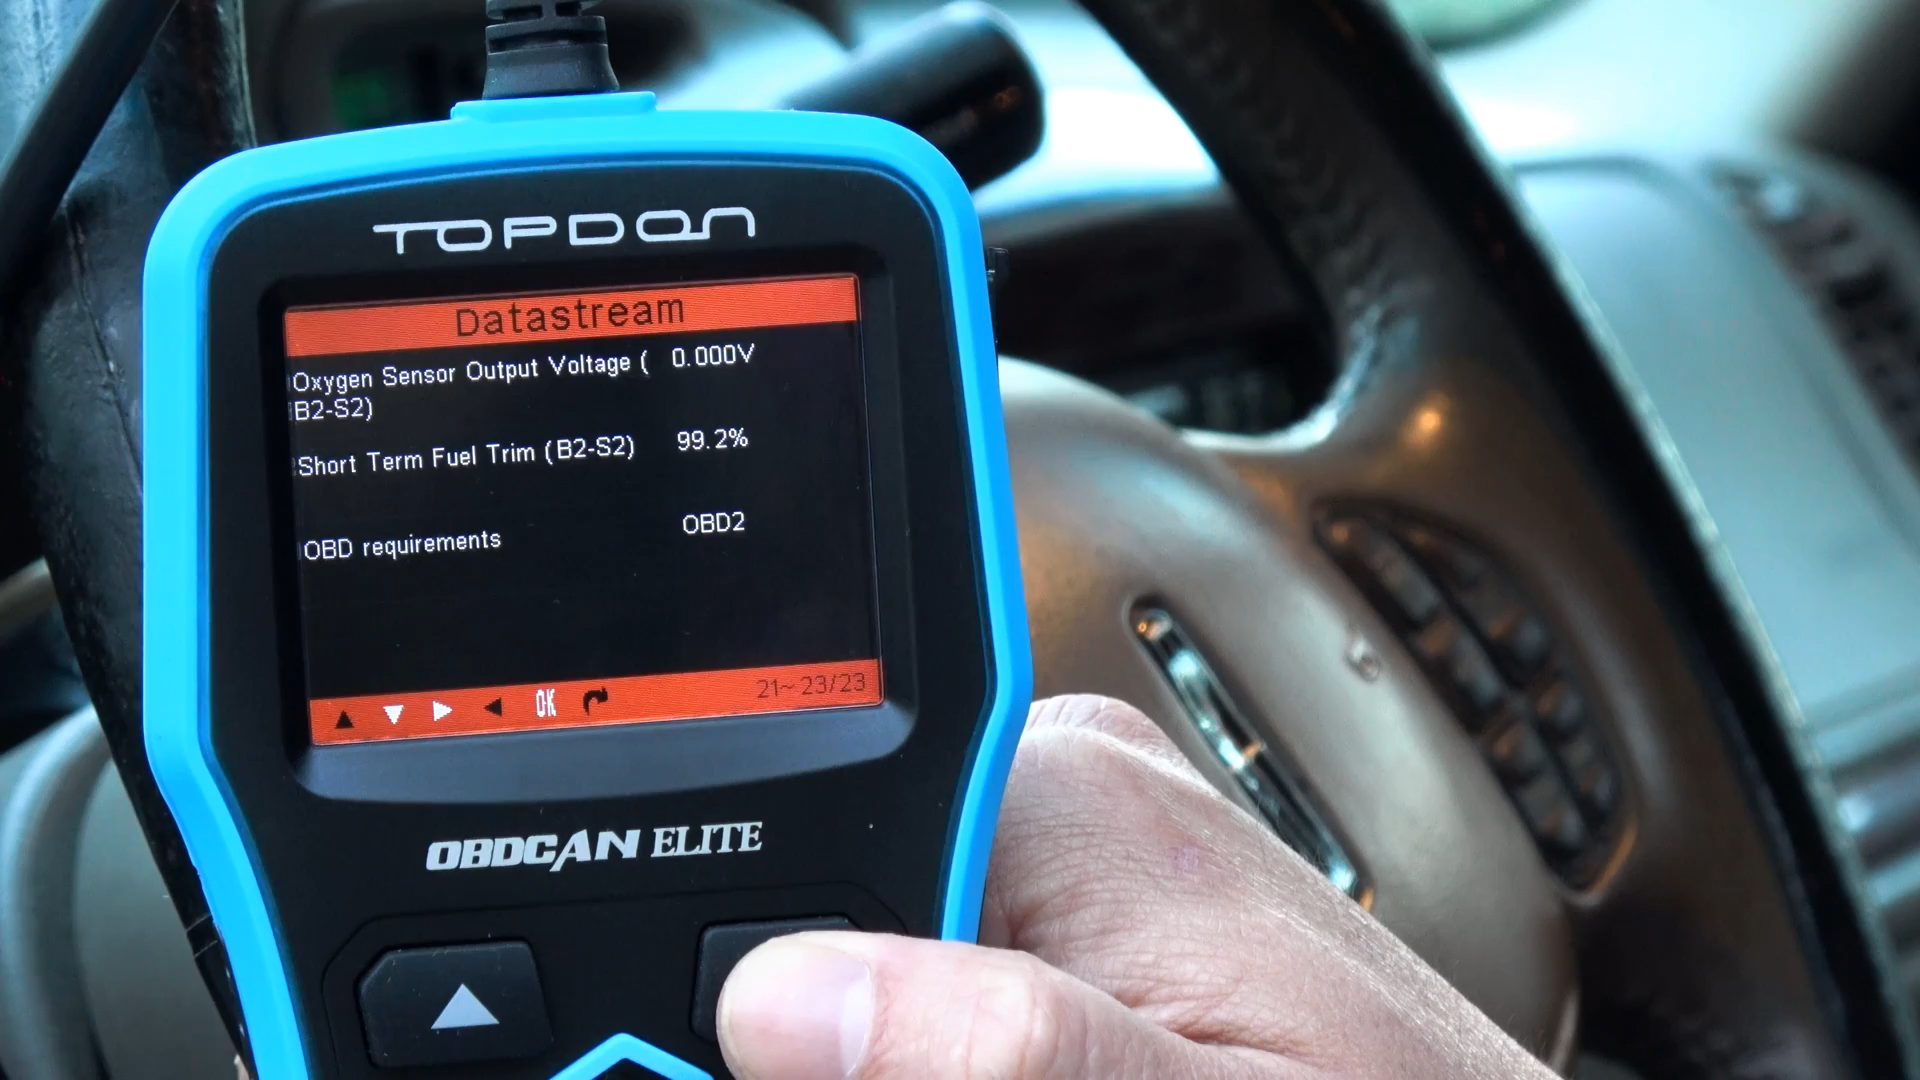 TOPDON
Datastream
Oxygen Sensor Output Voltage ( 0.000V
(B2-S2)
Short Term Fuel Trim (B2-S2) 99.2%
OBD requirements OBD2
OK 21~ 23/23
OBDCAN ELITE